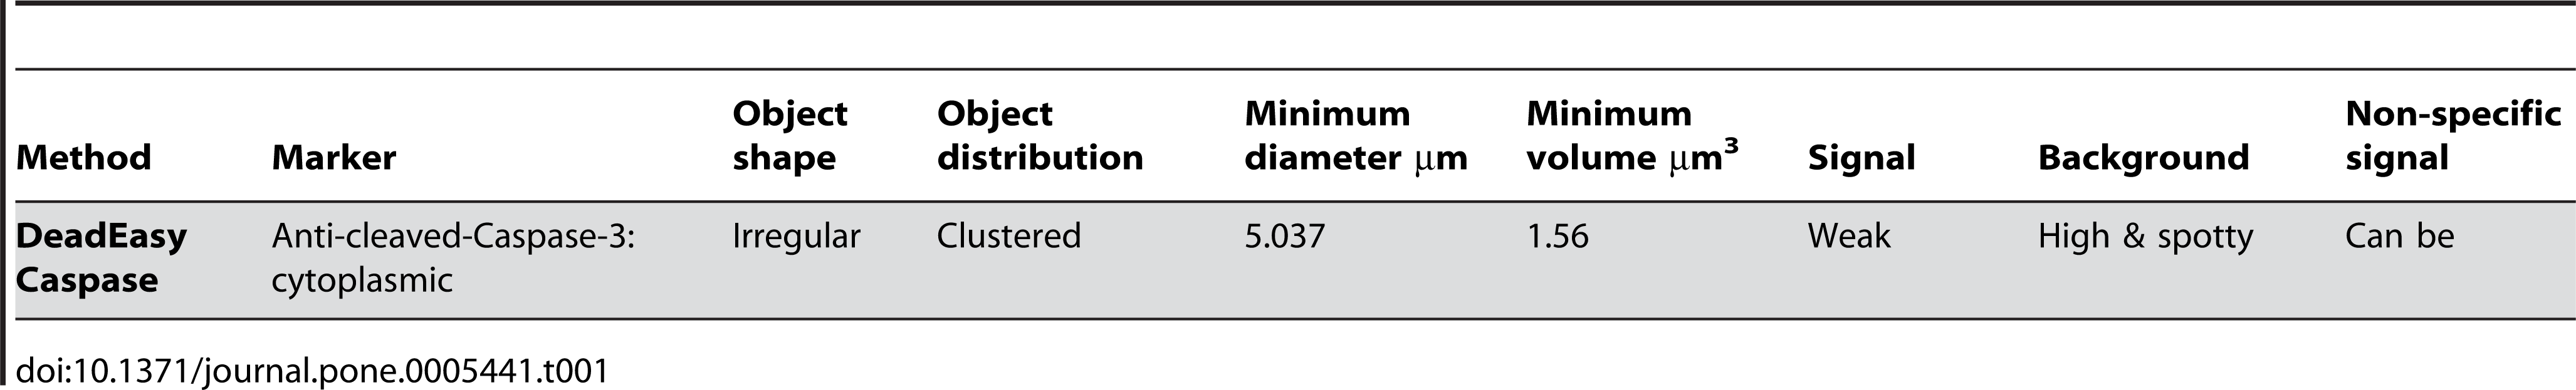 Method Marker Object shape Object distribution Minimum diameter μm Minimum volume μm³ Signal Background Non-specific signal
DeadEasy Caspase Anti-cleaved-Caspase-3: cytoplasmic Irregular Clustered 5.037 1.56 Weak High & spotty Can be
doi:10.1371/journal.pone.0005441.t001